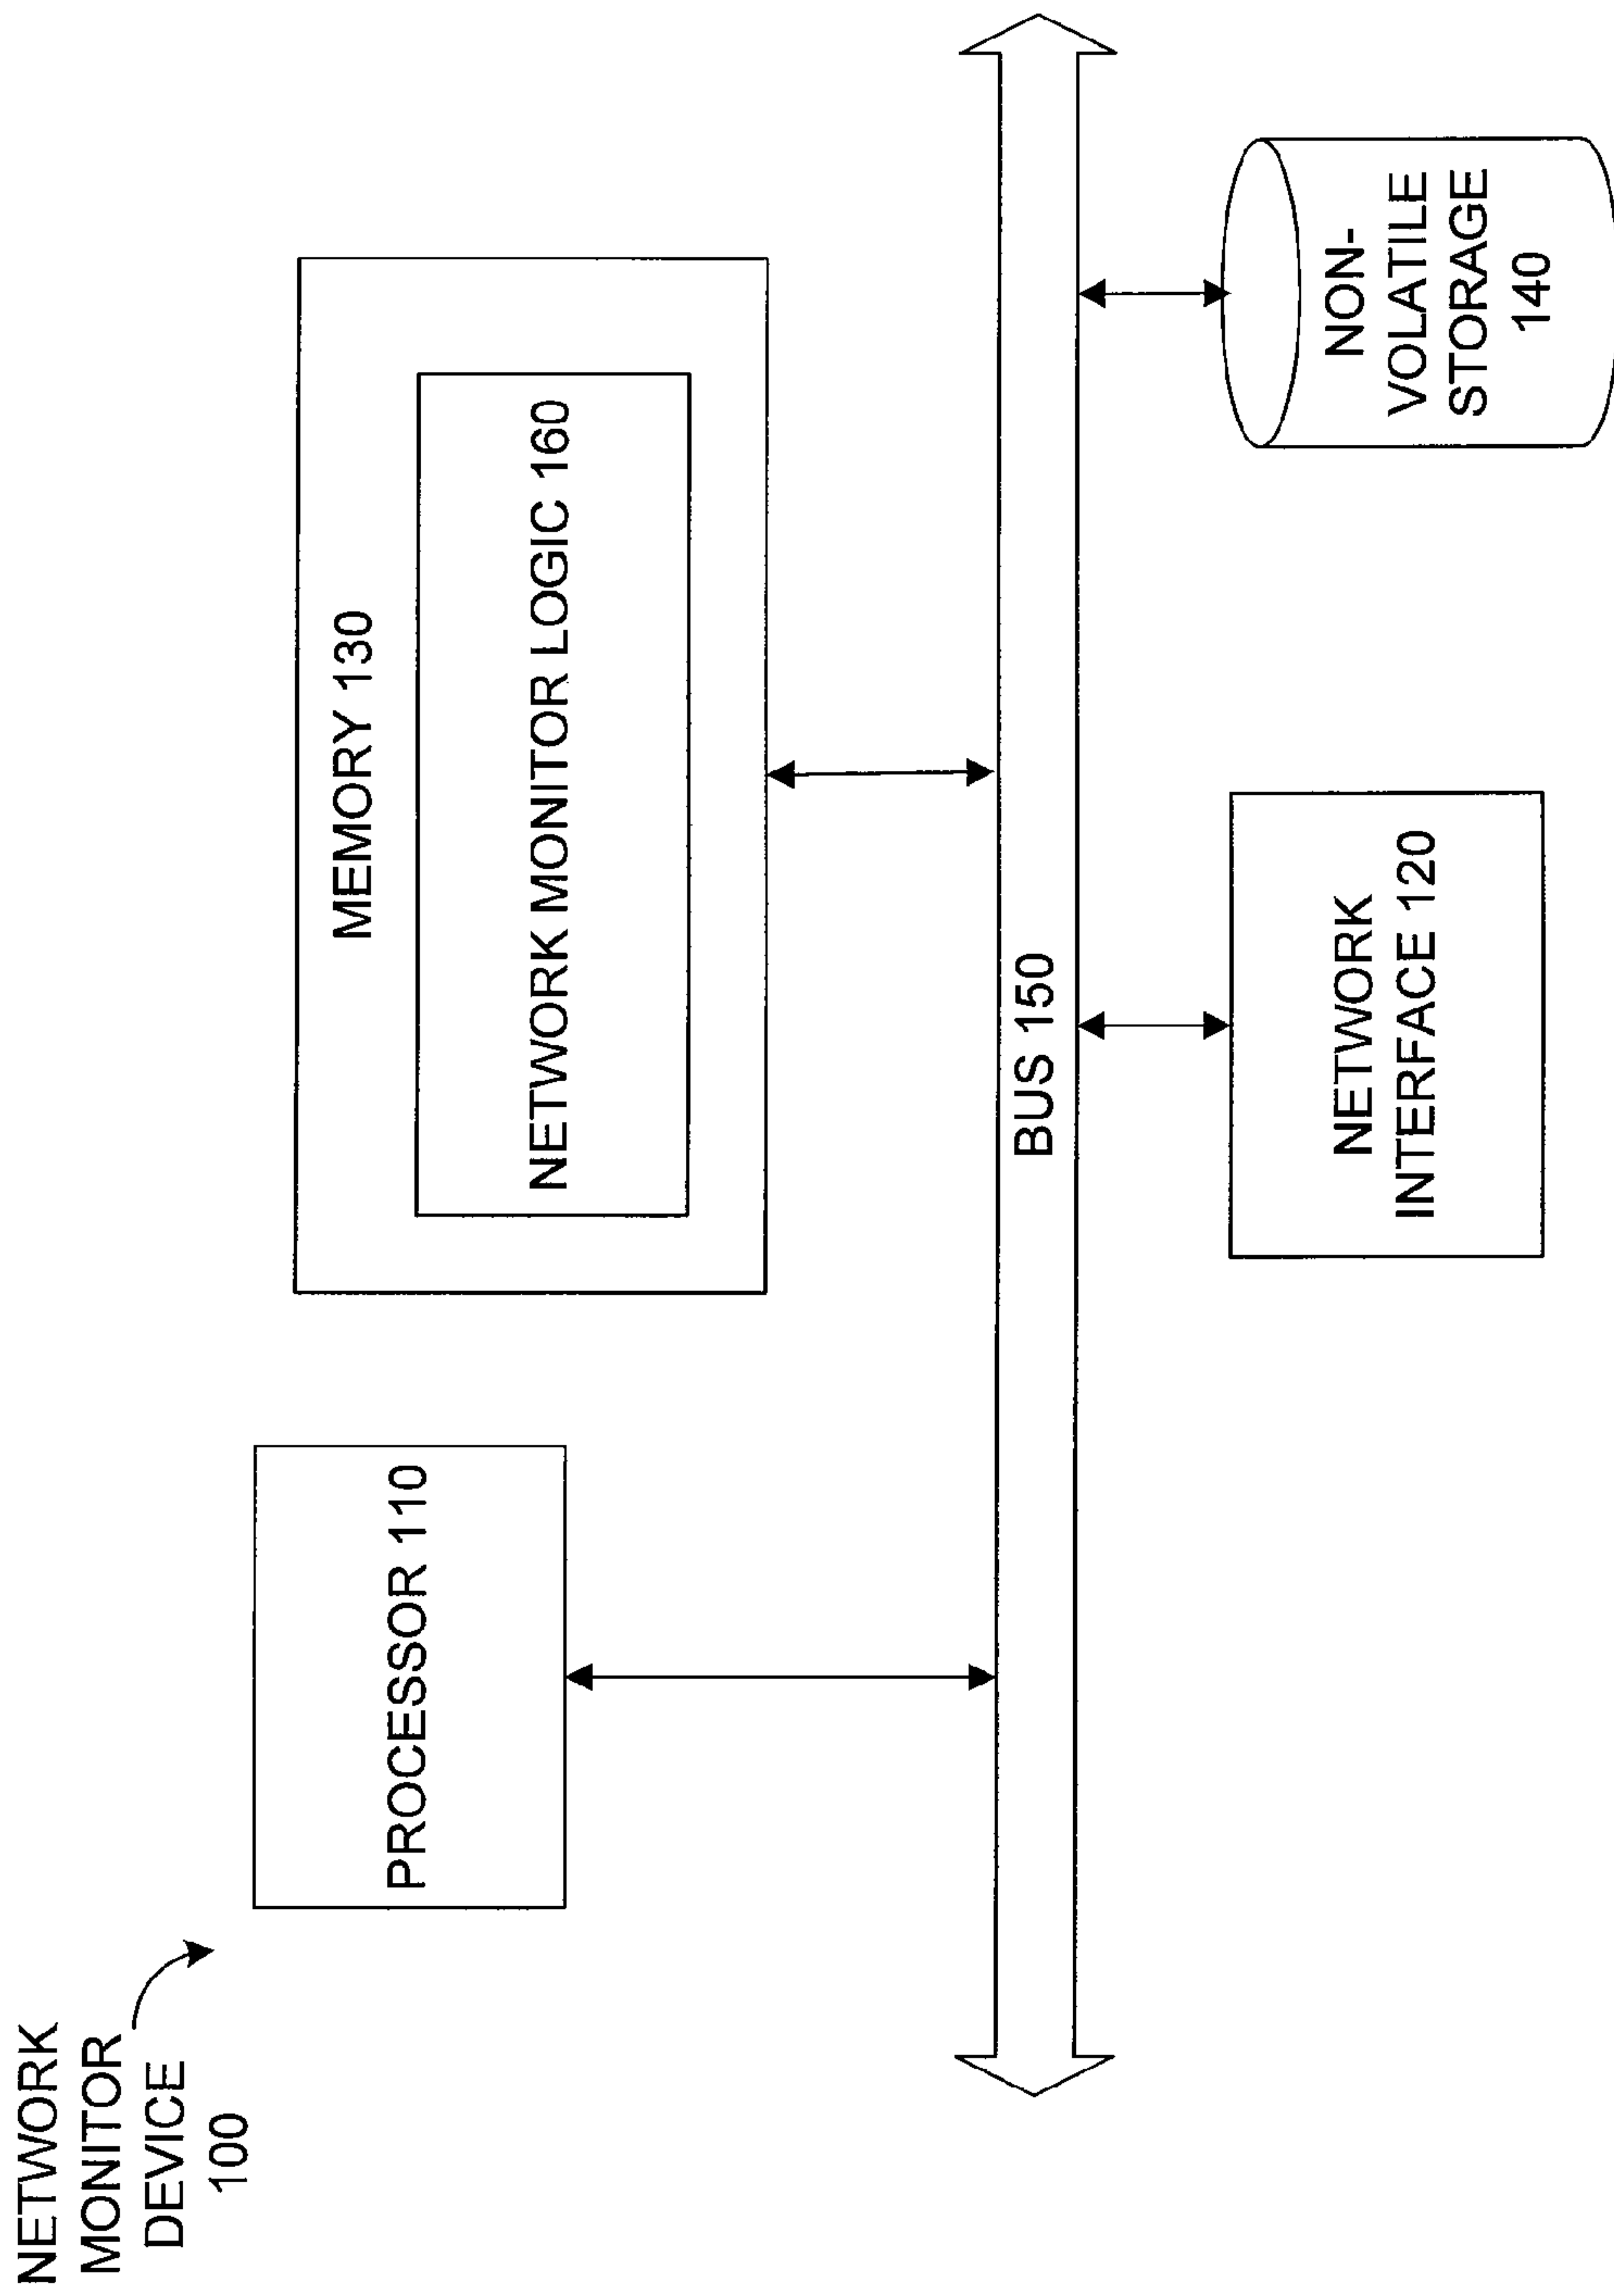 NETWORK
MONITOR
DEVICE
100
PROCESSOR 110
MEMORY 130
NETWORK MONITOR LOGIC 160
BUS 150
NETWORK
INTERFACE 120
NON-
VOLATILE
STORAGE
140